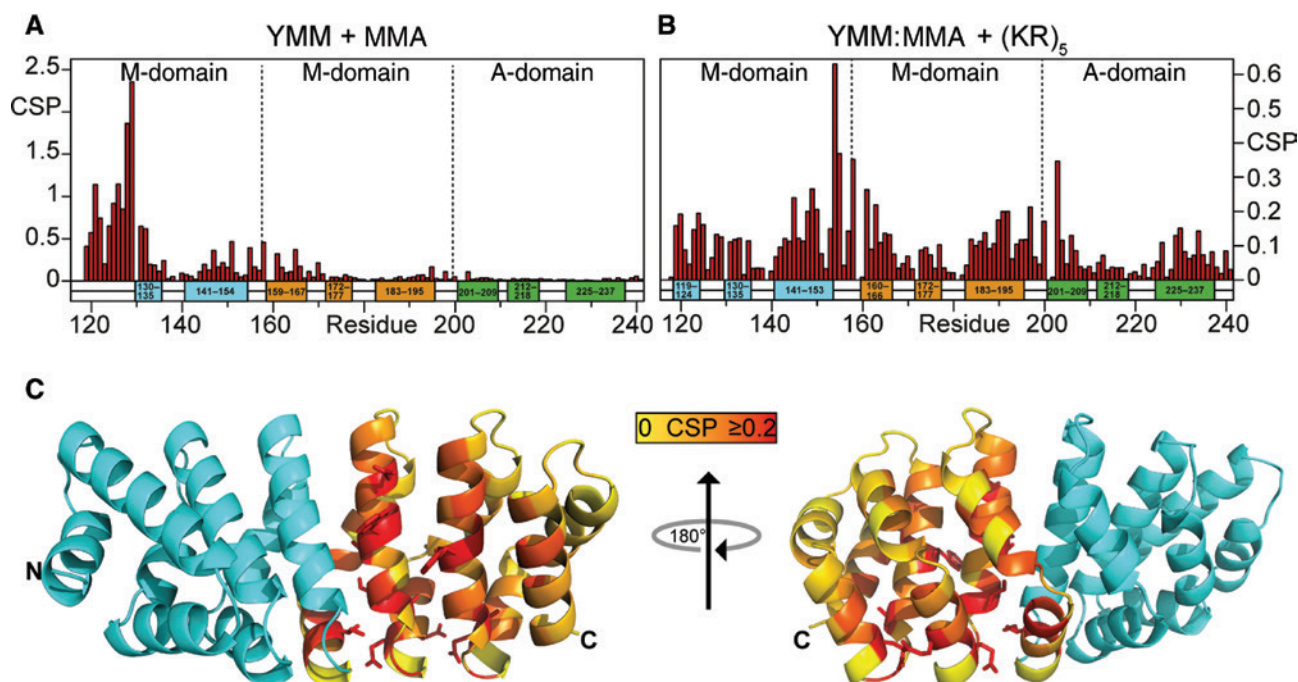 A
YMM + MMA
M-domain
M-domain
A-domain
2.5
CSP
1.5
1
0.5
0
130–135
141–154
159–167
172–177
183–195
201–209
212–218
225–237
120
140
160
180
Residue
200
220
240
B
YMM:MMA + (KR)5
M-domain
M-domain
A-domain
0.6
0.5
CSP
0.3
0.2
0.1
0
119–124
130–135
141–153
160–166
172–177
183–195
201–209
212–218
225–237
120
140
160
180
Residue
200
220
240
C
N
C
0 CSP ≥0.2
180°
C